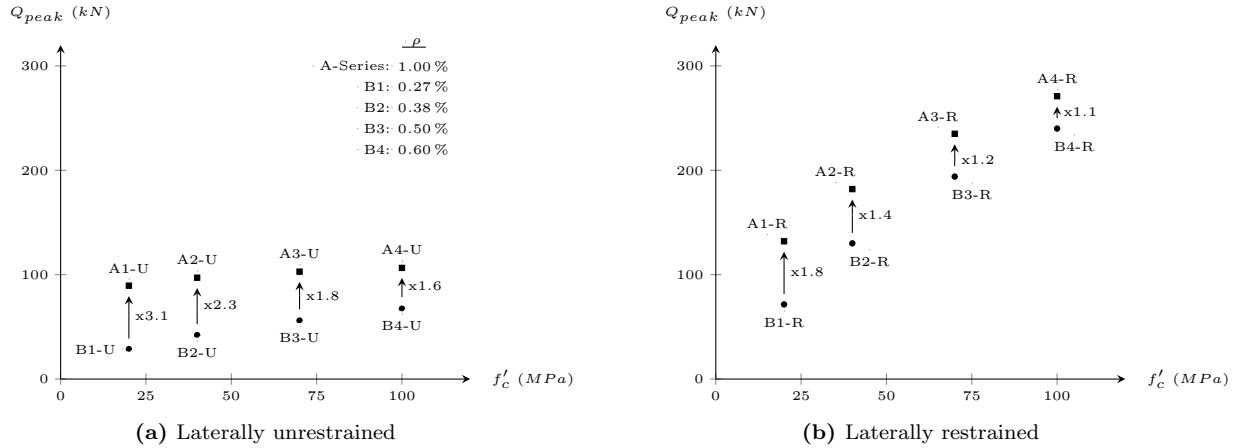 Q_peak (kN)
ρ
A-Series: 1.00 %
B1: 0.27 %
B2: 0.38 %
B3: 0.50 %
B4: 0.60 %
300
200
100
0
A1-U
A2-U
A3-U
A4-U
x3.1
x2.3
x1.8
x1.6
B1-U
B2-U
B3-U
B4-U
0 25 50 75 100
f'_c (MPa)
(a) Laterally unrestrained
Q_peak (kN)
300
200
100
0
A4-R
x1.1
B4-R
A3-R
x1.2
B3-R
A2-R
x1.4
B2-R
A1-R
x1.8
B1-R
0 25 50 75 100
f'_c (MPa)
(b) Laterally restrained